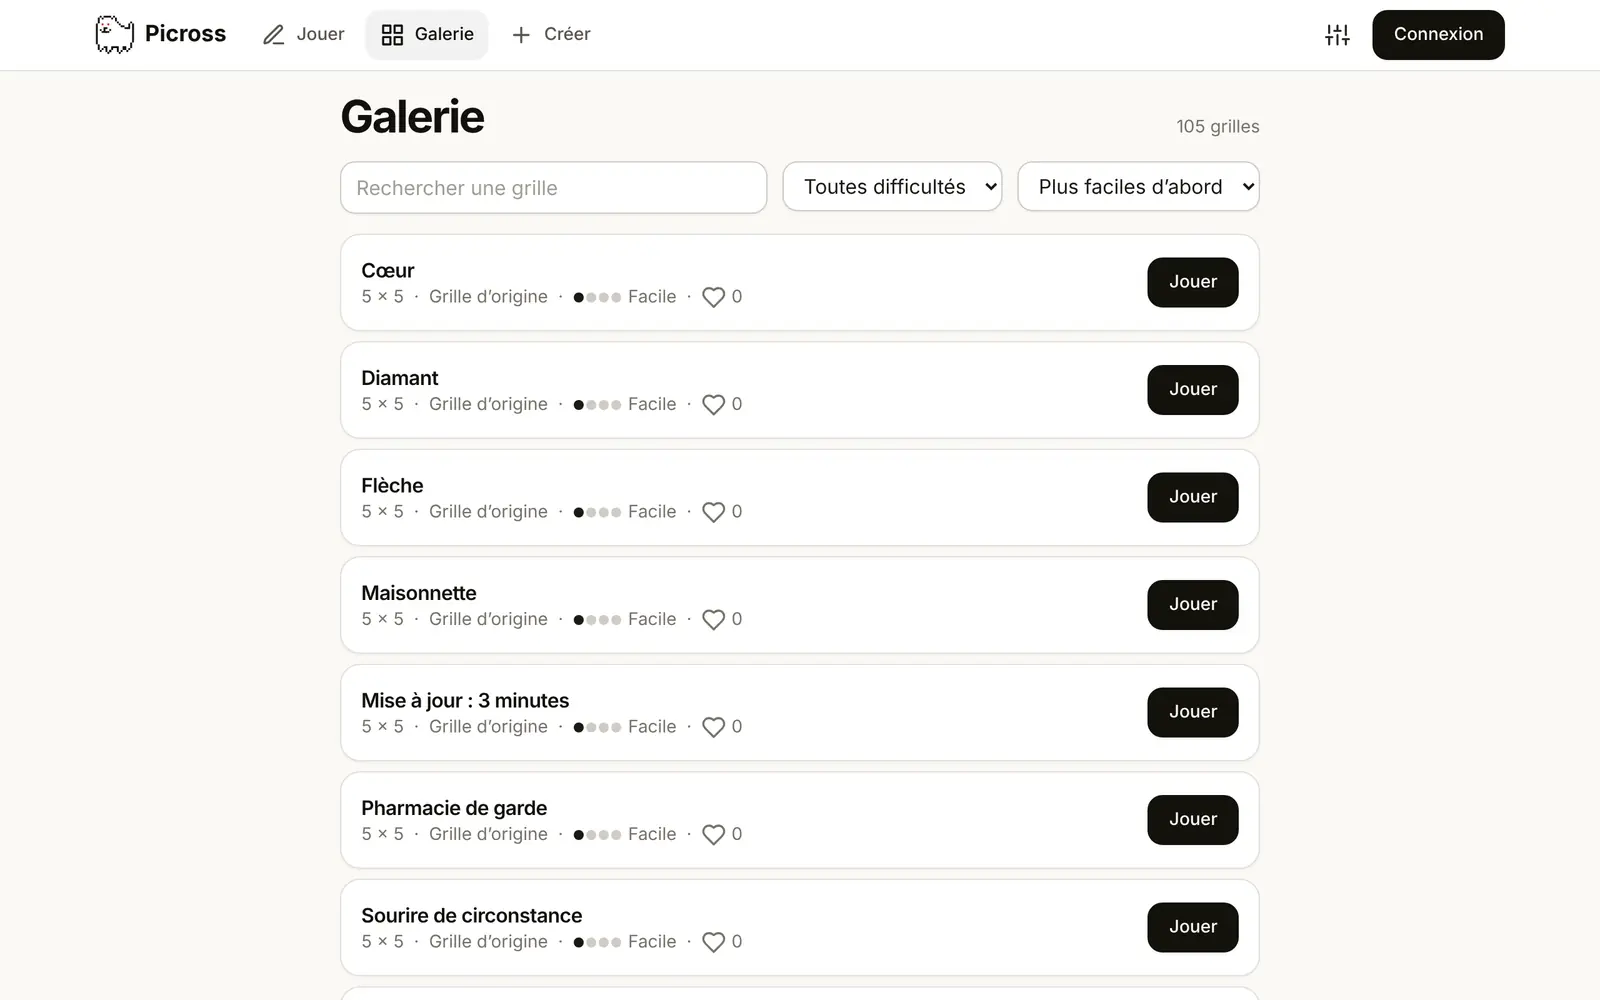 Picross Jouer Galerie Créer Connexion
Galerie
105 grilles
Rechercher une grille Toutes difficultés Plus faciles d’abord
Cœur
5 × 5 · Grille d’origine · Facile · 0
Jouer
Diamant
5 × 5 · Grille d’origine · Facile · 0
Jouer
Flèche
5 × 5 · Grille d’origine · Facile · 0
Jouer
Maisonnette
5 × 5 · Grille d’origine · Facile · 0
Jouer
Mise à jour : 3 minutes
5 × 5 · Grille d’origine · Facile · 0
Jouer
Pharmacie de garde
5 × 5 · Grille d’origine · Facile · 0
Jouer
Sourire de circonstance
5 × 5 · Grille d’origine · Facile · 0
Jouer